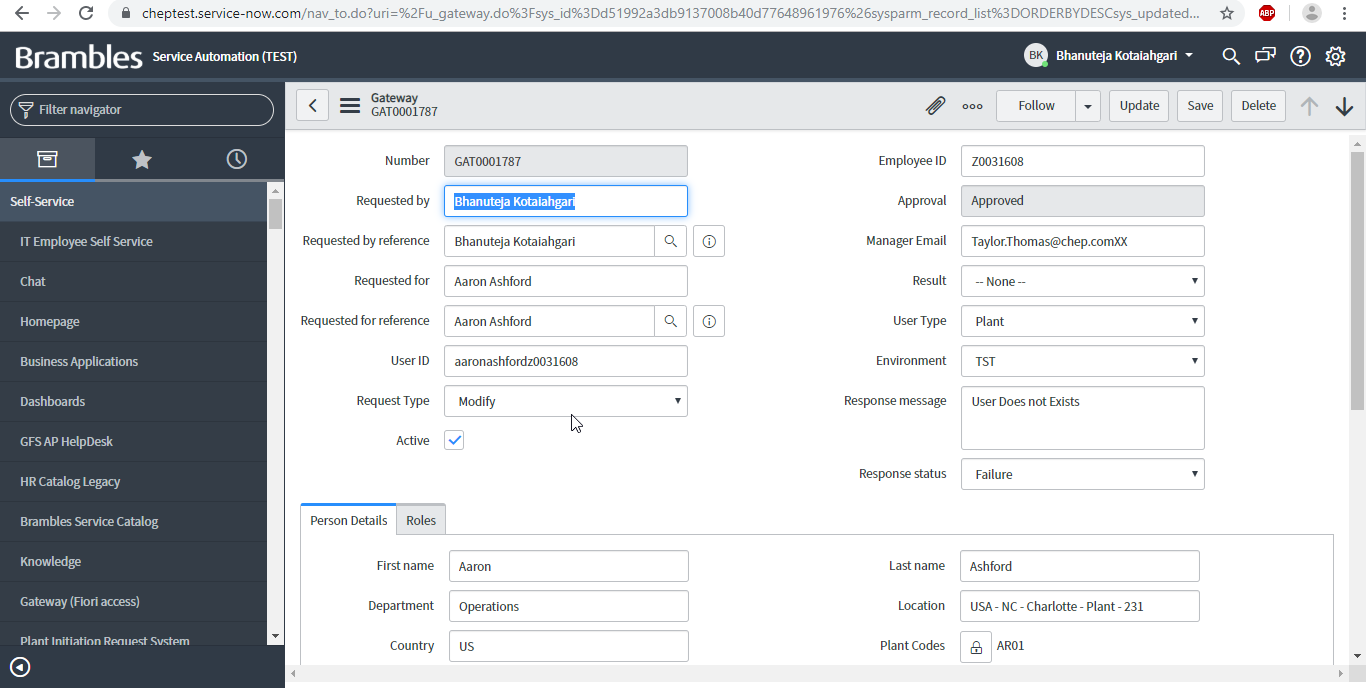 cheptest.service-now.com/nav_to.do?uri=%2Fu_gateway.do%3Fsys_id%3Dd51992a3db9137008b40d77648961976%26sysparm_record_list%3DORDERBYDESCsys_updated...
ABP
Brambles Service Automation (TEST)
BK Bhanuteja Kotaiahgari
Filter navigator
Gateway
GAT0001787
Follow
Update
Save
Delete
Self-Service
IT Employee Self Service
Chat
Homepage
Business Applications
Dashboards
GFS AP HelpDesk
HR Catalog Legacy
Brambles Service Catalog
Knowledge
Gateway (Fiori access)
Plant Initiation Request System
Number GAT0001787
Requested by Bhanuteja Kotaiahgari
Requested by reference Bhanuteja Kotaiahgari
Requested for Aaron Ashford
Requested for reference Aaron Ashford
User ID aaronashfordz0031608
Request Type Modify
Active
Employee ID Z0031608
Approval Approved
Manager Email Taylor.Thomas@chep.comXX
Result -- None --
User Type Plant
Environment TST
Response message User Does not Exists
Response status Failure
Person Details Roles
First name Aaron
Department Operations
Country US
Last name Ashford
Location USA - NC - Charlotte - Plant - 231
Plant Codes AR01